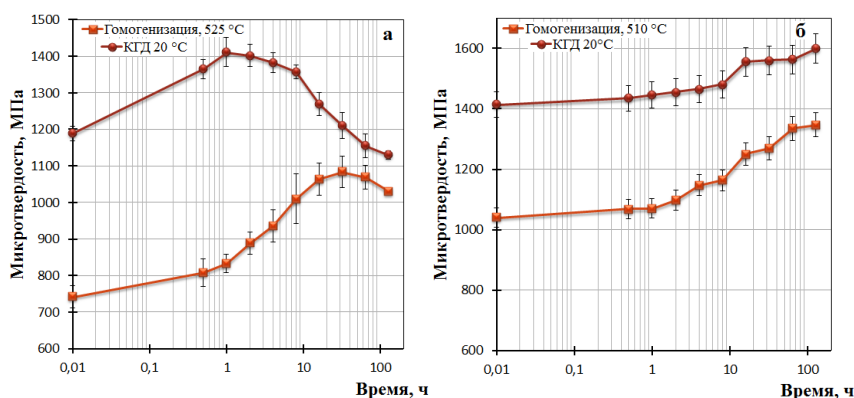 Гомогенизация, 525 °С
КГД 20 °С
а
Микротвердость, МПа
1500
1400
1300
1200
1100
1000
900
800
700
600
0,01
0,1
1
10
100
Время, ч
Гомогенизация, 510 °С
КГД 20°С
б
Микротвердость, МПа
1600
1400
1200
1000
800
600
0,01
0,1
1
10
100
Время, ч